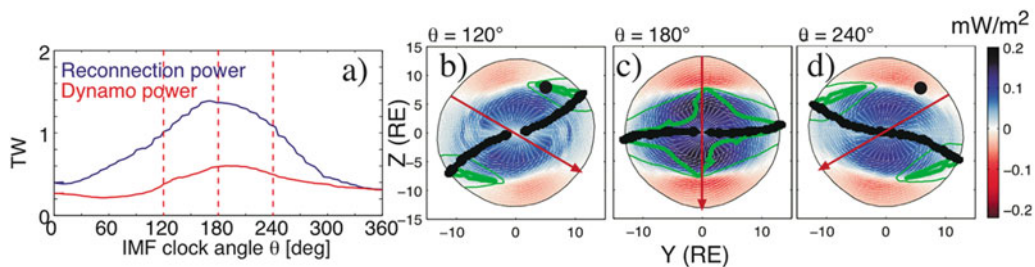 mW/m²
θ = 120° θ = 180° θ = 240°
2 Reconnection power a) 15 b) c) d) 0.2
Dynamo power 10 0.1
TW 1 Z (RE) 5 0 0
-5 -0.1
-10 -0.2
0 -15
0 60 120 180 240 300 360 -10 0 10 -10 0 10 -10 0 10
IMF clock angle θ [deg] Y (RE)